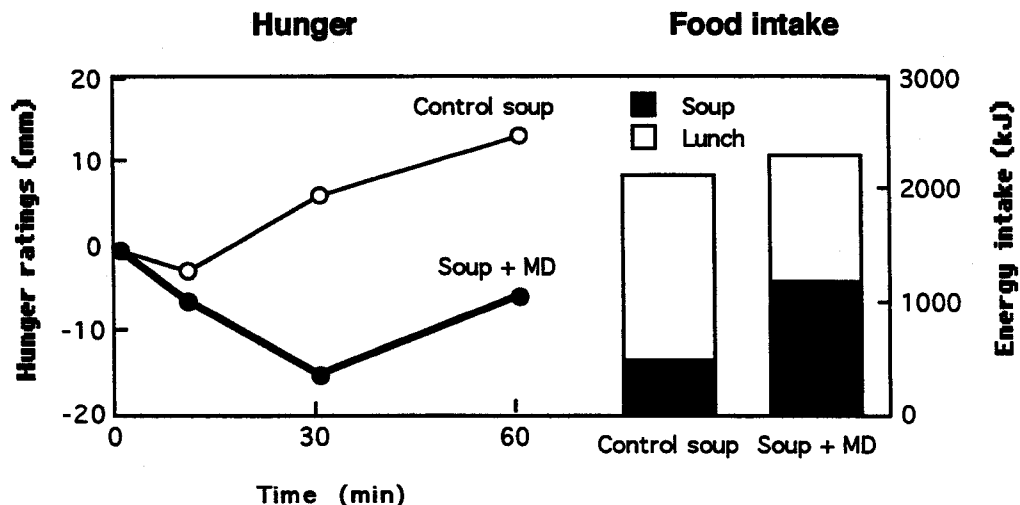 Hunger
Food intake
Hunger ratings (mm)
20
10
0
-10
-20
Control soup
Soup + MD
0
30
60
Time (min)
Soup
Lunch
3000
2000
1000
0
Energy intake (kJ)
Control soup
Soup + MD